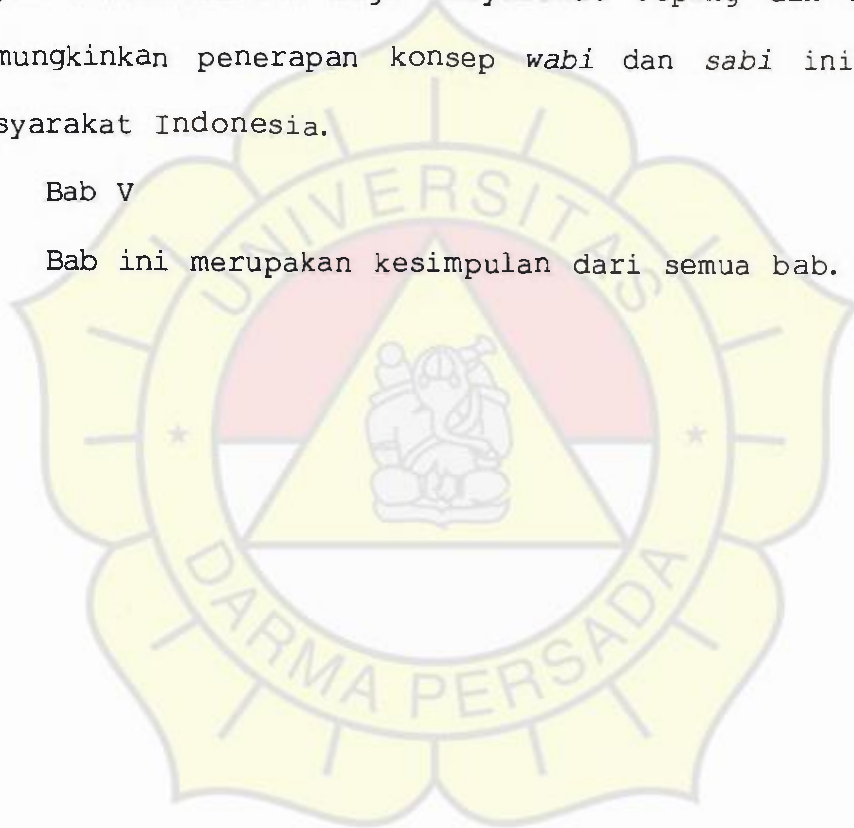 mungkinkan penerapan konsep wabi dan sabi ini
syarakat Indonesia.
Bab V
Bab ini merupakan kesimpulan dari semua bab.
UNIVERSITAS
DARMA PERSADA